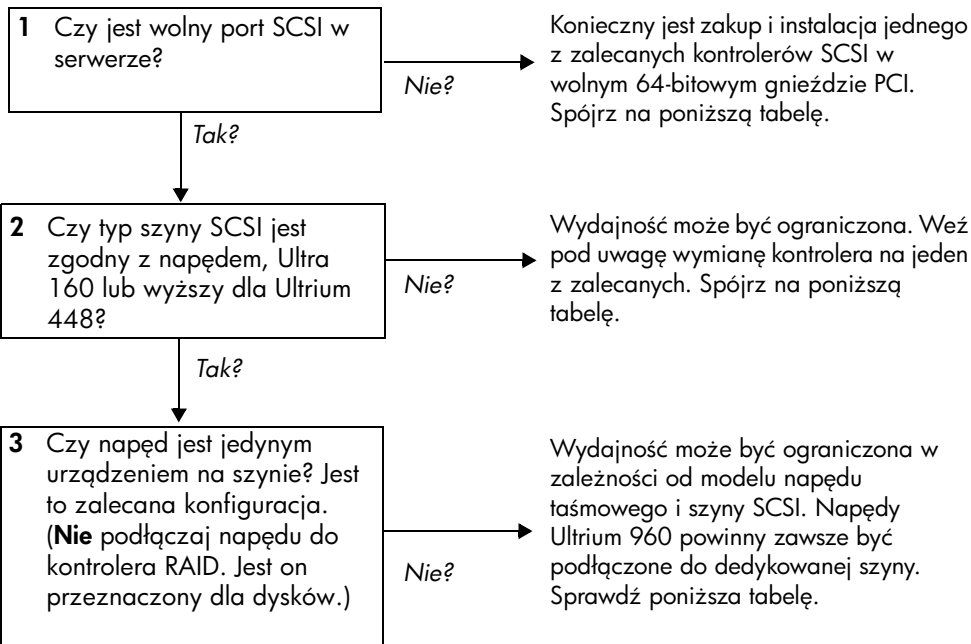 1 Czy jest wolny port SCSI w
serwerze?
Nie?
Konieczny jest zakup i instalacja jednego
z zalecanych kontrolerów SCSI w
wolnym 64-bitowym gnieździe PCI.
Spójrz na poniższą tabelę.
Tak?
2 Czy typ szyny SCSI jest
zgodny z napędem, Ultra
160 lub wyższy dla Ultrium
448?
Nie?
Wydajność może być ograniczona. Weź
pod uwagę wymianę kontrolera na jeden
z zalecanych. Spójrz na poniższą
tabelę.
Tak?
3 Czy napęd jest jedynym
urządzeniem na szynie? Jest
to zalecana konfiguracja.
(Nie podłączaj napędu do
kontrolera RAID. Jest on
przeznaczony dla dysków.)
Nie?
Wydajność może być ograniczona w
zależności od modelu napędu
taśmowego i szyny SCSI. Napędy
Ultrium 960 powinny zawsze być
podłączone do dedykowanej szyny.
Sprawdź poniższa tabelę.